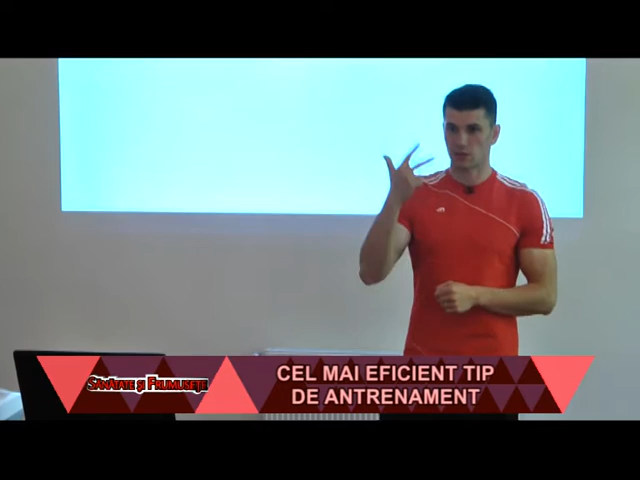 SĂNĂTATE ȘI FRUMUSEȚE
CEL MAI EFICIENT TIP
DE ANTRENAMENT